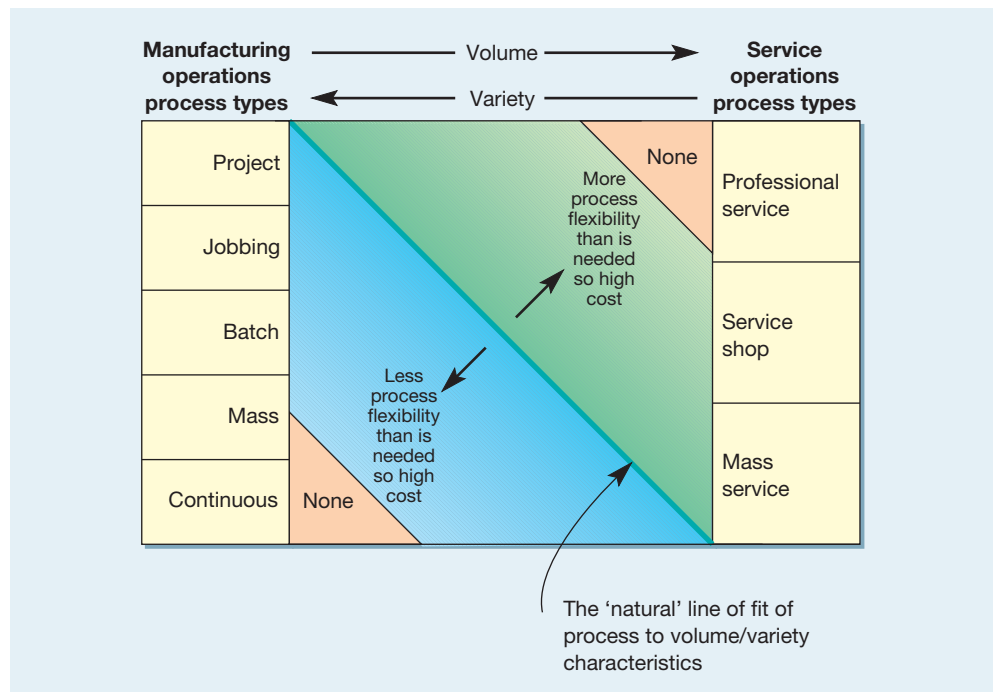 Manufacturing
operations
process types
Volume
Variety
Service
operations
process types
Project
Jobbing
Batch
Mass
Continuous
None
More
process
flexibility
than is
needed
so high
cost
Less
process
flexibility
than is
needed
so high
cost
None
Professional
service
Service
shop
Mass
service
The ‘natural’ line of fit of
process to volume/variety
characteristics